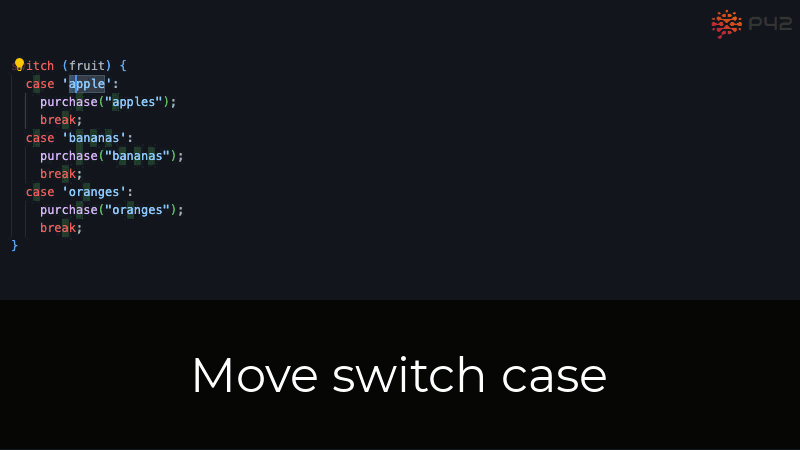 P42
switch (fruit) {
case 'apple':
purchase("apples");
break;
case 'bananas':
purchase("bananas");
break;
case 'oranges':
purchase("oranges");
break;
}
Move switch case